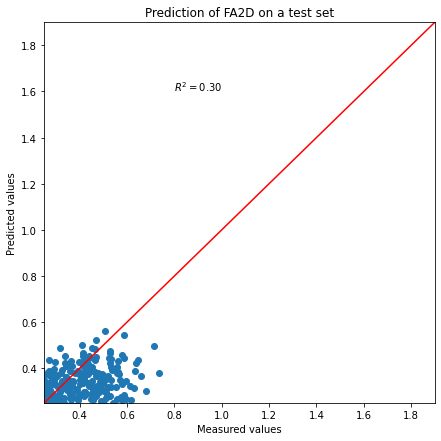 Prediction of FA2D on a test set
1.8
1.6
1.4
1.2
1.0
0.8
0.6
0.4
Predicted values
R² = 0.30
0.4 0.6 0.8 1.0 1.2 1.4 1.6 1.8
Measured values